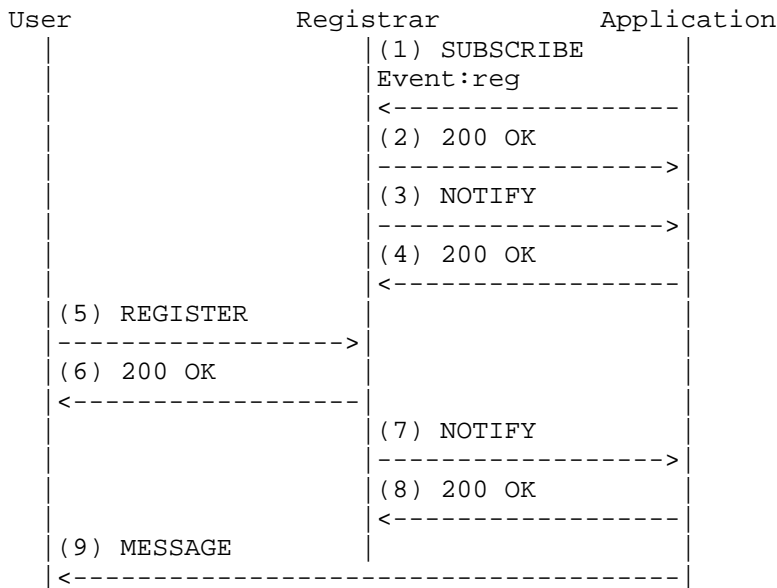 User Registrar Application
(1) SUBSCRIBE
Event:reg
(2) 200 OK
(3) NOTIFY
(4) 200 OK
(5) REGISTER
(6) 200 OK
(7) NOTIFY
(8) 200 OK
(9) MESSAGE